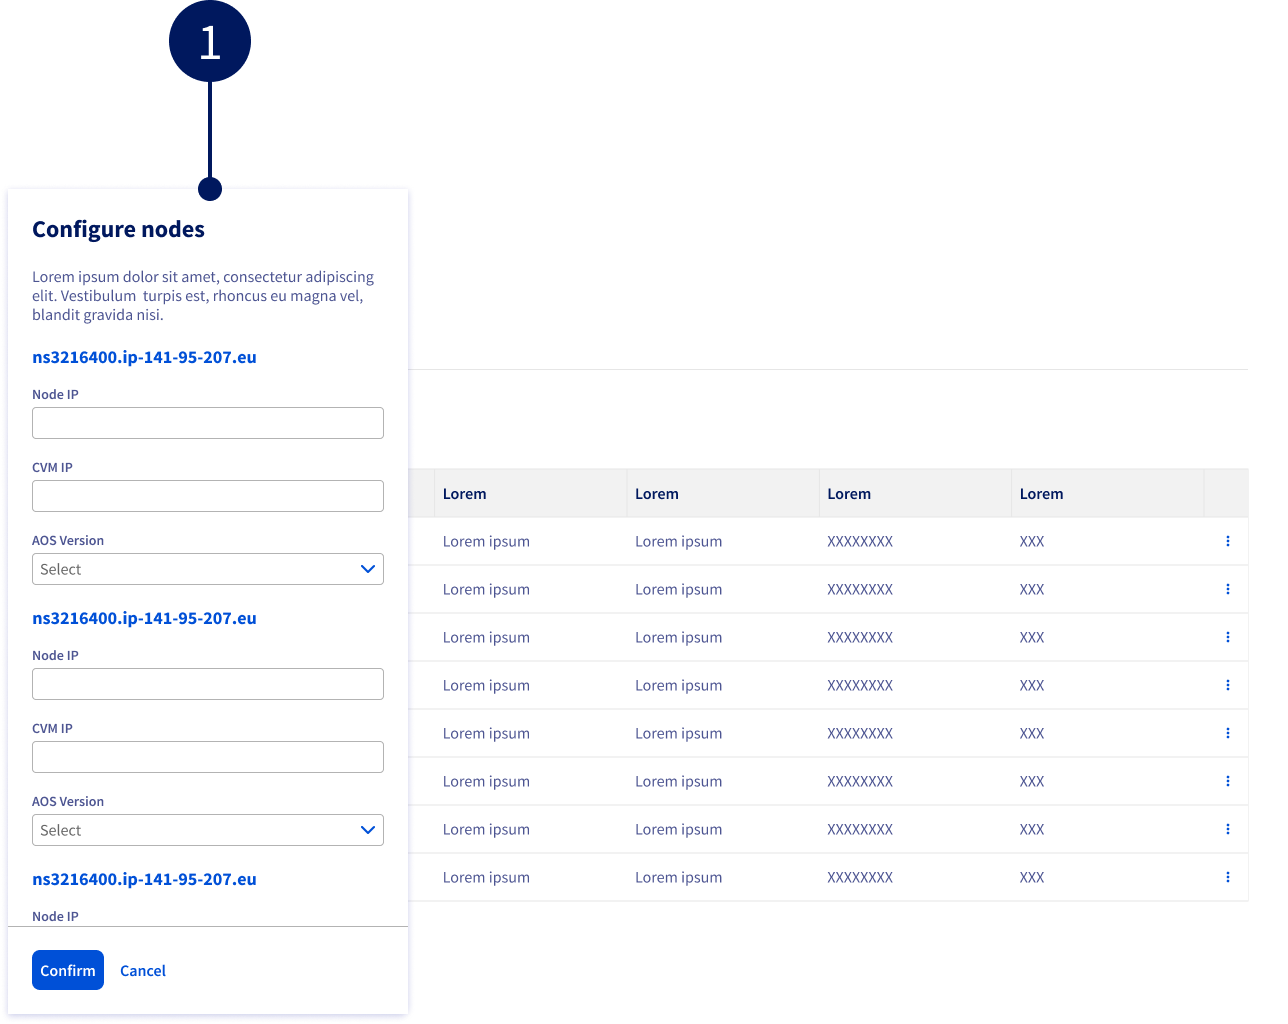 1
Configure nodes
Lorem ipsum dolor sit amet, consectetur adipiscing
elit. Vestibulum  turpis est, rhoncus eu magna vel,
blandit gravida nisi.
ns3216400.ip-141-95-207.eu
Node IP
CVM IP
AOS Version
Select
ns3216400.ip-141-95-207.eu
Node IP
CVM IP
AOS Version
Select
ns3216400.ip-141-95-207.eu
Node IP
Confirm Cancel
Lorem Lorem Lorem Lorem
Lorem ipsum Lorem ipsum XXXXXXXX XXX
Lorem ipsum Lorem ipsum XXXXXXXX XXX
Lorem ipsum Lorem ipsum XXXXXXXX XXX
Lorem ipsum Lorem ipsum XXXXXXXX XXX
Lorem ipsum Lorem ipsum XXXXXXXX XXX
Lorem ipsum Lorem ipsum XXXXXXXX XXX
Lorem ipsum Lorem ipsum XXXXXXXX XXX
Lorem ipsum Lorem ipsum XXXXXXXX XXX